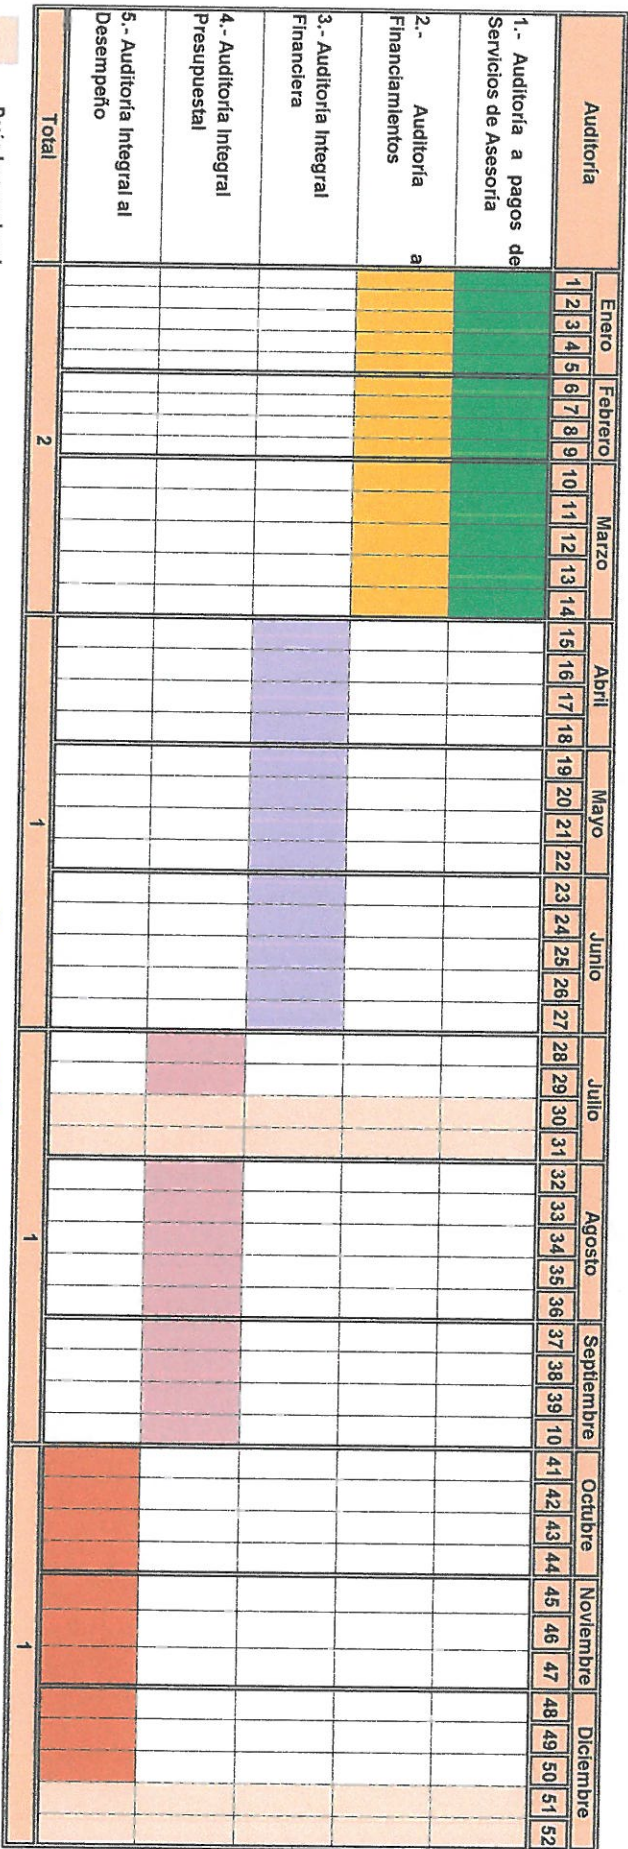 Auditoría
Enero Febrero Marzo Abril Mayo Junio Julio Agosto Septiembre Octubre Noviembre Diciembre
1 2 3 4 5 6 7 8 9 10 11 12 13 14 15 16 17 18 19 20 21 22 23 24 25 26 27 28 29 30 31 32 33 34 35 36 37 38 39 10 41 42 43 44 45 46 47 48 49 50 51 52
1.- Auditoría a pagos de
Servicios de Asesoría
2.- Auditoría a
Financiamientos
3.- Auditoría Integral
Financiera
4.- Auditoría Integral
Presupuestal
5.- Auditoría Integral al
Desempeño
Total 2 1 1 1